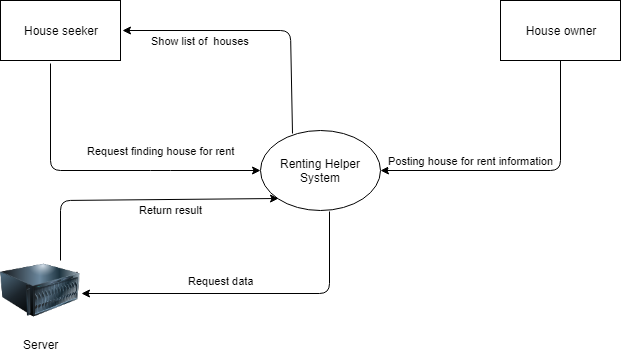 House seeker
House owner
Show list of  houses
Request finding house for rent
Renting Helper
System
Posting house for rent information
Return result
Request data
Server